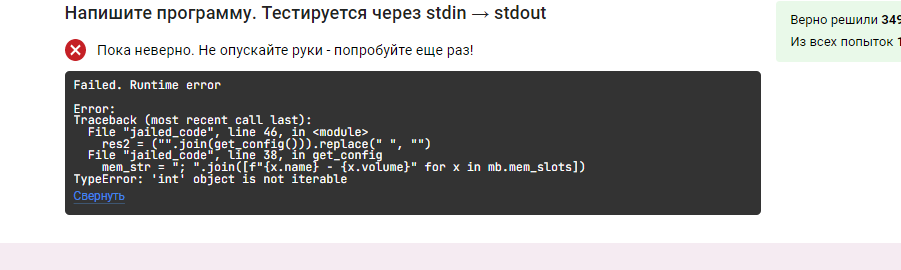 Напишите программу. Тестируется через stdin → stdout
Верно решили 349
Из всех попыток 1
Пока неверно. Не опускайте руки - попробуйте еще раз!
Failed. Runtime error
Error:
Traceback (most recent call last):
  File "jailed_code", line 46, in <module>
    res2 = ("".join(get_config())).replace(" ", "")
  File "jailed_code", line 38, in get_config
    mem_str = "; ".join([f"{x.name} - {x.volume}" for x in mb.mem_slots])
TypeError: 'int' object is not iterable
Свернуть